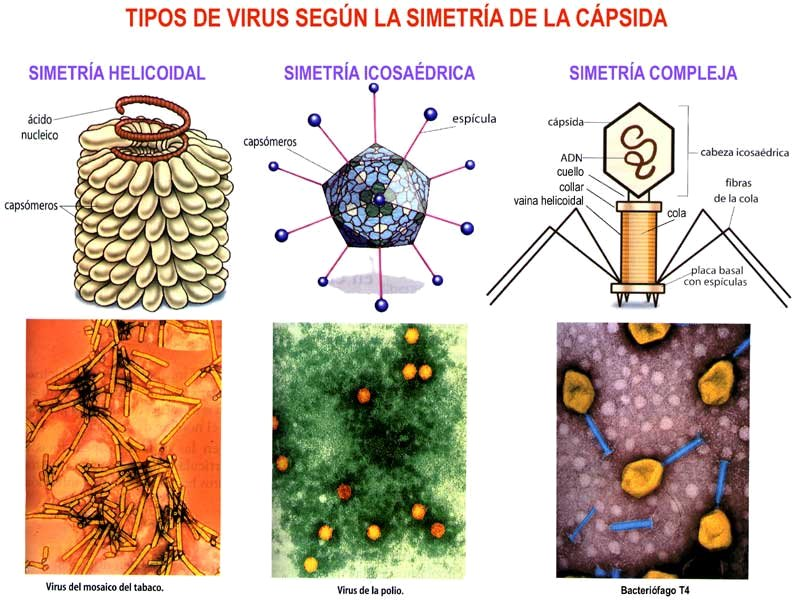 TIPOS DE VIRUS SEGÚN LA SIMETRÍA DE LA CÁPSIDA
SIMETRÍA HELICOIDAL
ácido
nucleico
capsómeros
Virus del mosaico del tabaco.
SIMETRÍA ICOSAÉDRICA
espícula
capsómeros
Virus de la polio.
SIMETRÍA COMPLEJA
cápsida
ADN
cuello
collar
vaina helicoidal
cabeza icosaédrica
fibras
de la cola
cola
placa basal
con espículas
Bacteriófago T4